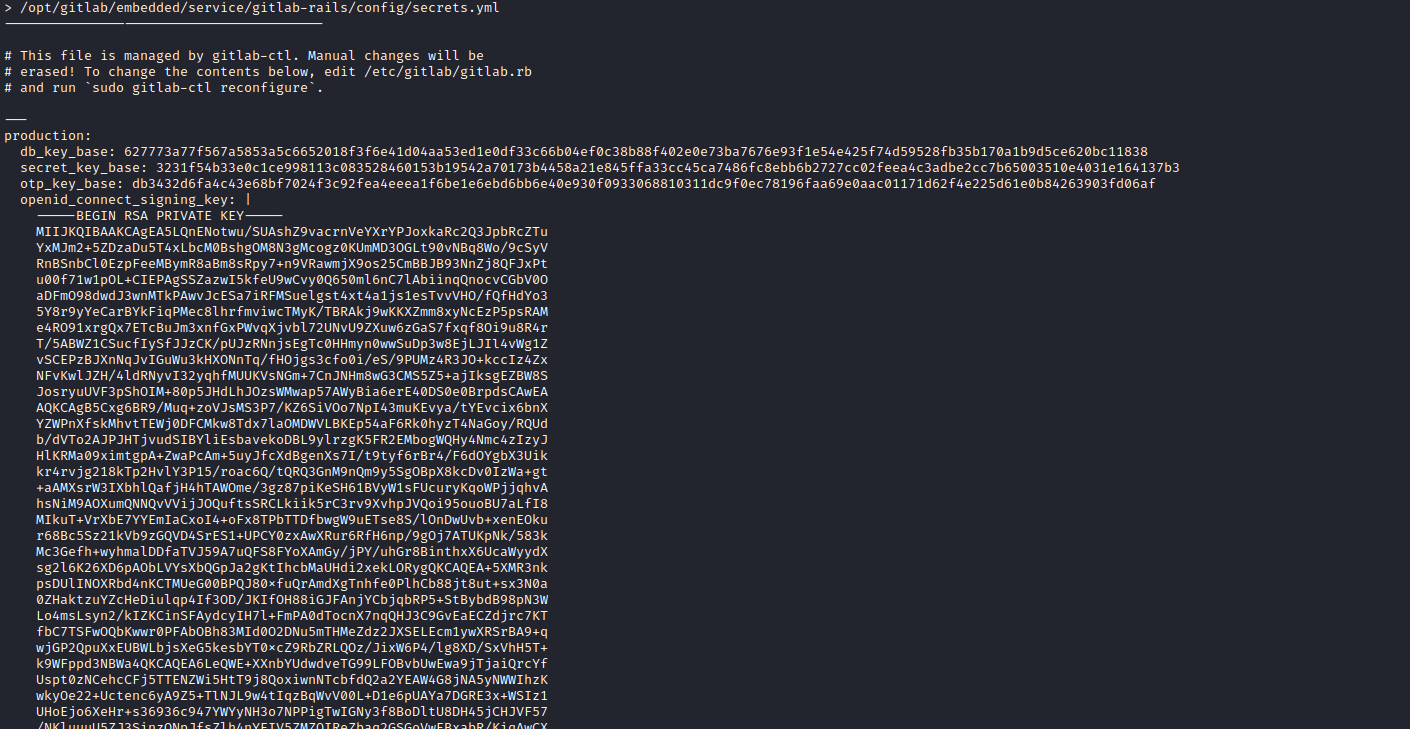 > /opt/gitlab/embedded/service/gitlab-rails/config/secrets.yml
# This file is managed by gitlab-ctl. Manual changes will be
# erased! To change the contents below, edit /etc/gitlab/gitlab.rb
# and run `sudo gitlab-ctl reconfigure`.
---
production:
db_key_base: 627773a77f567a5853a5c6652018f3f6e41d04aa53ed1e0df33c66b04ef0c38b88f402e0e73ba7676e93f1e54e425f74d59528fb35b170a1b9d5ce620bc11838
secret_key_base: 3231f54b33e0c1ce998113c083528460153b19542a70173b4458a21e845ffa33cc45ca7486fc8ebb6b2727cc02feea4c3adbe2cc7b65003510e4031e164137b3
otp_key_base: db3432d6fa4c43e68bf7024f3c92fea4eeea1f6be1e6ebd6bb6e40e930f0933068810311dc9f0ec78196faa69e0aac01171d62f4e225d61e0b84263903fd06af
openid_connect_signing_key: |
-----BEGIN RSA PRIVATE KEY-----
MIIJKQIBAAKCAgEA5LQnENotwu/SUAshZ9vacrnVeYXrYPJoxkaRc2Q3JpbRcZTu
YxMJm2+5ZDzaDu5T4xLbcM0BshgOM8N3gMcogz0KUmMD3OGLt90vNBq8Wo/9cSyV
RnBSnbCl0EzpFeeMBymR8aBm8sRpy7+n9VRawmjX9os25CmBBJB93NnZj8QFJxPt
u00f71w1pOL+CIEPAgSSZazwI5kfeU9wCvy0Q650ml6nC7lAbiinqQnocvCGbV0O
aDFmO98dwdJ3wnMTkPAwvJcESa7iRFMSuelgst4xt4a1js1esTvvVHO/fQfHdYo3
5Y8r9yYeCarBYkFiqPMec8lhrfmviwcTMyK/TBRAkj9wKKXZmm8xyNcEzP5psRAM
e4RO91xrgQx7ETcBuJm3xnfGxPWvqXjvbl72UNvU9ZXuw6zGaS7fxqf8Oi9u8R4r
T/5ABWZ1CSucfIySfJJzCK/pUJzRNnjsEgTc0HHmyn0wwSuDp3w8EjLJIl4vWg1Z
vSCEPzBJXnNqJvIGuWu3kHXONnTq/fHOjgs3cfo0i/eS/9PUMz4R3JO+kccIz4Zx
NFvKwlJZH/4ldRNyvI32yqhfMUUKVsNGm+7CnJNHm8wG3CMS5Z5+ajIksgEZBW8S
JosryuUVF3pShOIM+80p5JHdLhJOzsWMwap57AWyBia6erE40DS0e0BrpdsCAwEA
AQKCAgB5Cxg6BR9/Muq+zoVJsMS3P7/KZ6SiVOo7NpI43muKEvya/tYEvcix6bnX
YZWPnXfskMhvtTEWj0DFCMkw8Tdx7laOMDWVLBKEp54aF6Rk0hyzT4NaGoy/RQUd
b/dVTo2AJPJHTjvudSIBYliEsbavekoDBL9ylrzgK5FR2EMbogWQHy4Nmc4zIzyJ
HlKRMa09ximtgpA+ZwaPcAm+5uyJfcXdBgenXs7I/t9tyf6rBr4/F6dOYgbX3Uik
kr4rvjg218kTp2HvlY3P15/roac6Q/tQRQ3GnM9nQm9y5SgOBpX8kcDv0IzWa+gt
+aAMXsrW3IXbhlQafjH4hTAWOme/3gz87piKeSH61BVyW1sFUcuryKqoWPjjqhvA
hsNiM9AOXumQNNQvVVijJOQuftsSRCLkiik5rC3rv9XvhpJVQoi95ouoBU7aLfI8
MIkuT+VrXbE7YYEmIaCxoI4+oFx8TPbTTDfbwgW9uETse8S/lOnDwUvb+xenEOku
r68Bc5Sz21kVb9zGQVD4SrES1+UPCY0zxAwXRur6RfH6np/9gOj7ATUKpNk/583k
Mc3Gefh+wyhmalDDfaTVJ59A7uQFS8FYoXAmGy/jPY/uhGr8BinthxX6UcaWyydX
sg2l6K26XD6pAObLVYsXbQGpJa2gKtIhcbMaUHdi2xekLORygQKCAQEA+5XMR3nk
psDUlINOXRbd4nKCTMUeG00BPQJ80×fuQrAmdXgTnhfe0PlhCb88jt8ut+sx3N0a
0ZHaktzuYZcHeDiulqp4If3OD/JKIfOH88iGJFAnjYCbjqbRP5+StBybdB98pN3W
Lo4msLsyn2/kIZKCinSFAydcyIH7l+FmPA0dTocnX7nqQHJ3C9GvEaECZdjrc7KT
fbC7TSFwOQbKwwr0PFAbOBh83MId0O2DNu5mTHMeZdz2JXSELEcm1ywXRSrBA9+q
wjGP2QpuXxEUBWLbjsXeG5kesbYT0×cZ9RbZRLQOz/JixW6P4/lg8XD/SxVhH5T+
k9WFppd3NBWa4QKCAQEA6LeQWE+XXnbYUdwdveTG99LFOBvbUwEwa9jTjaiQrcYf
Uspt0zNCehcCFj5TTENZWi5HtT9j8QoxiwnNTcbfdQ2a2YEAW4G8jNA5yNWWIhzK
wkyOe22+Uctenc6yA9Z5+TlNJL9w4tIqzBqWvV00L+D1e6pUAYa7DGRE3x+WSIz1
UHoEjo6XeHr+s36936c947YWYyNH3o7NPPigTwIGNy3f8BoDltU8DH45jCHJVF57